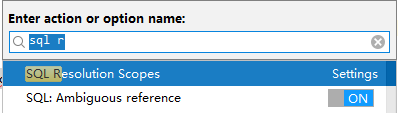 Enter action or option name:
sql r
SQL Resolution Scopes Settings
SQL: Ambiguous reference ON